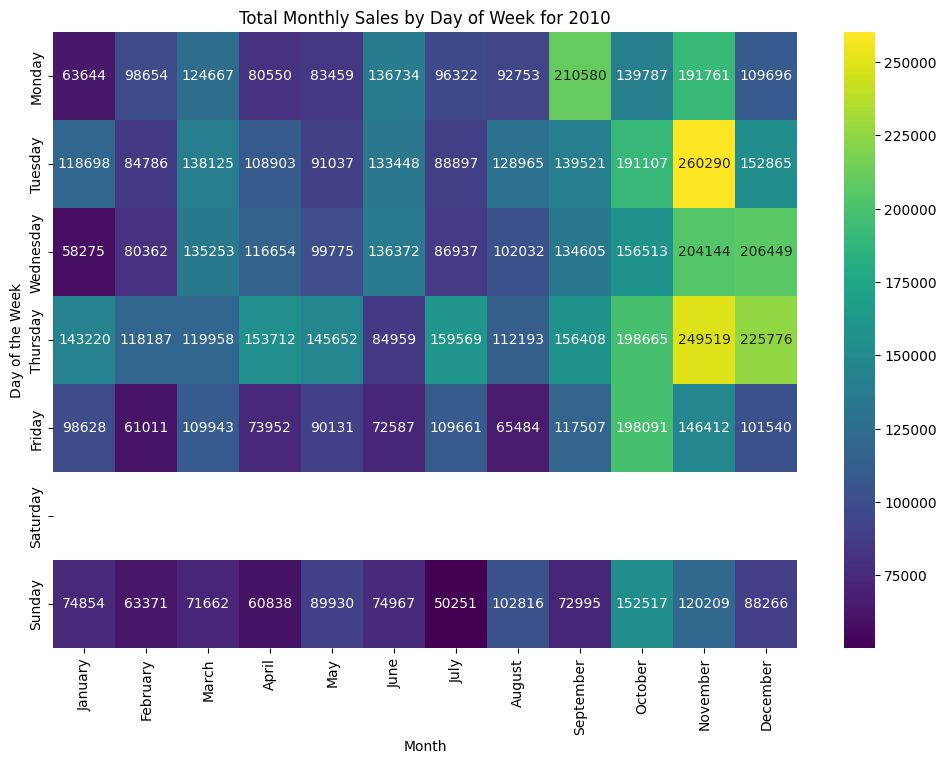 Total Monthly Sales by Day of Week for 2010
Day of the Week
Monday 63644 98654 124667 80550 83459 136734 96322 92753 210580 139787 191761 109696
Tuesday 118698 84786 138125 108903 91037 133448 88897 128965 139521 191107 260290 152865
Wednesday 58275 80362 135253 116654 99775 136372 86937 102032 134605 156513 204144 206449
Thursday 143220 118187 119958 153712 145652 84959 159569 112193 156408 198665 249519 225776
Friday 98628 61011 109943 73952 90131 72587 109661 65484 117507 198091 146412 101540
Saturday
Sunday 74854 63371 71662 60838 89930 74967 50251 102816 72995 152517 120209 88266
January February March April May June July August September October November December
Month
250000
225000
200000
175000
150000
125000
100000
75000